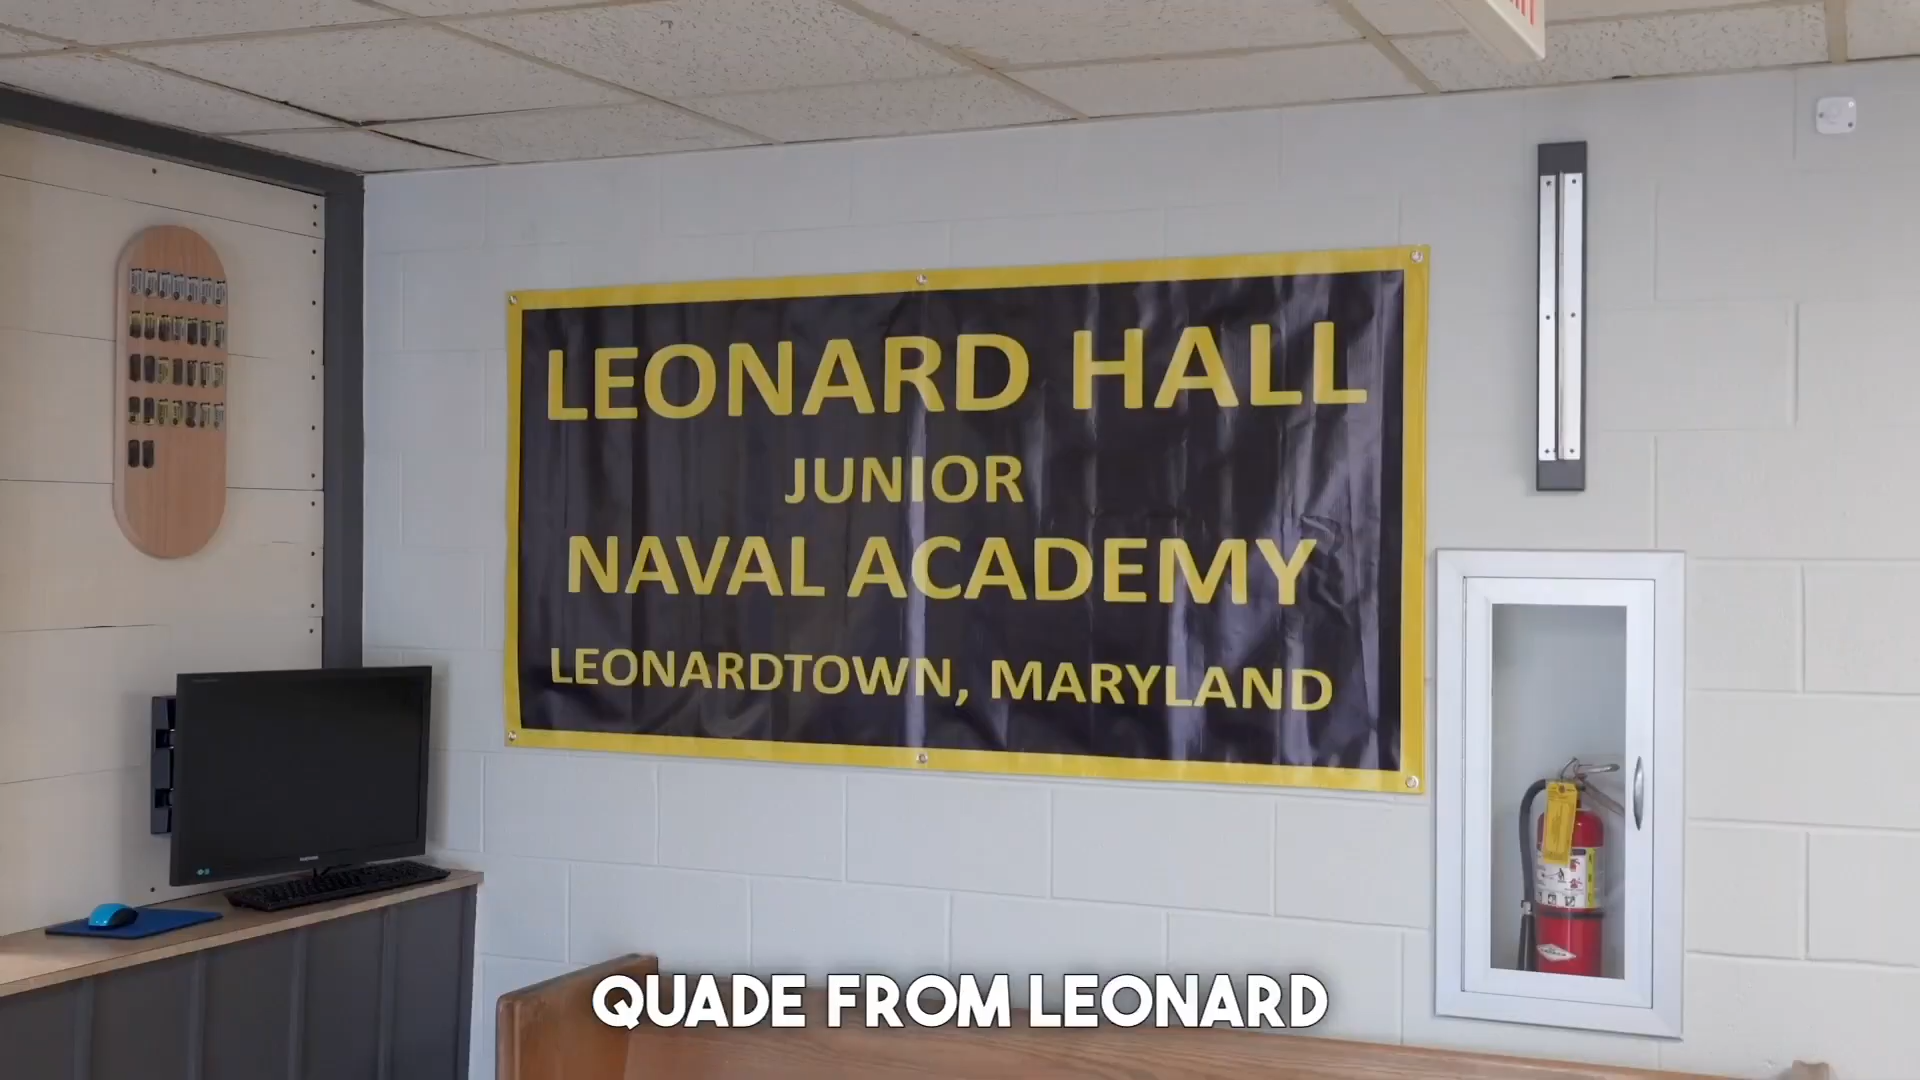 LEONARD HALL
JUNIOR
NAVAL ACADEMY
LEONARDTOWN, MARYLAND
QUADE FROM LEONARD